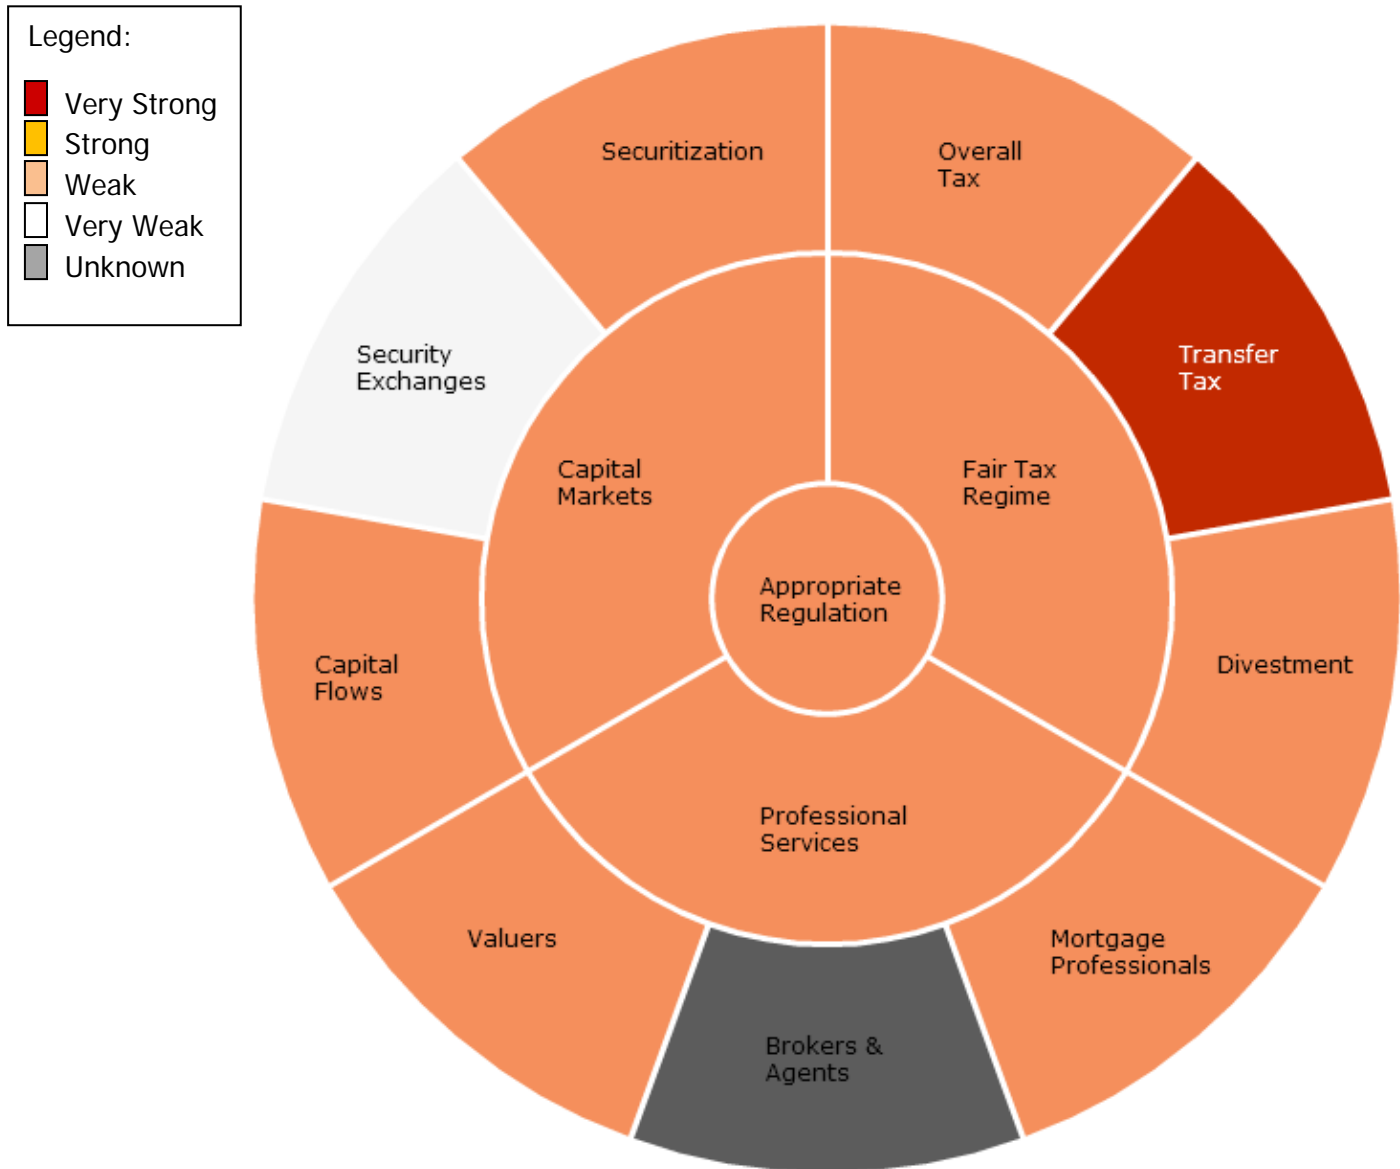 Legend:
Very Strong
Strong
Weak
Very Weak
Unknown
Securitization
Overall
Tax
Security
Exchanges
Transfer
Tax
Capital
Markets
Fair Tax
Regime
Appropriate
Regulation
Capital
Flows
Divestment
Professional
Services
Valuers
Mortgage
Professionals
Brokers &
Agents